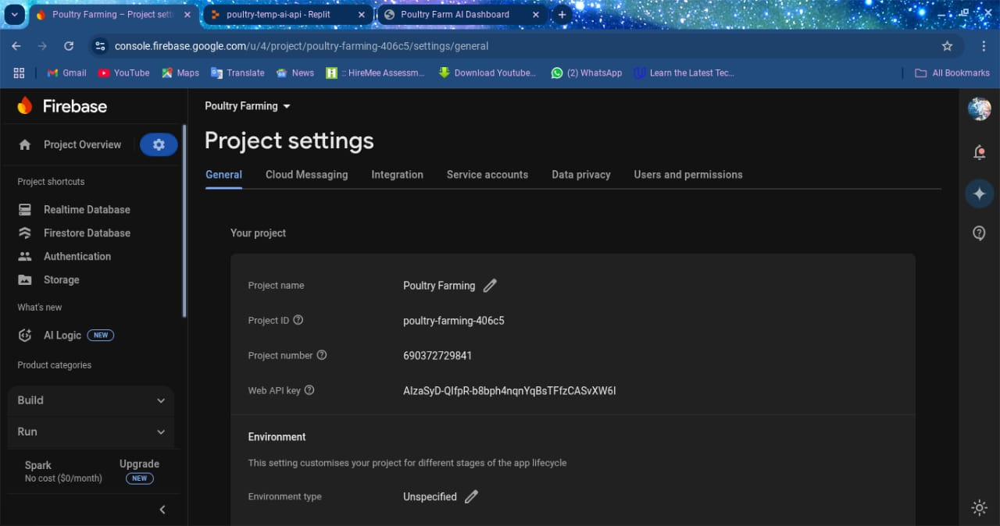 Poultry Farming – Project sett
poultry-temp-ai-api - Replit
Poultry Farm AI Dashboard
console.firebase.google.com/u/4/project/poultry-farming-406c5/settings/general
Gmail
YouTube
Maps
Translate
News
:: HireMee Assessm...
Download Youtube...
(2) WhatsApp
Learn the Latest Tec...
All Bookmarks
Firebase
Project Overview
Project shortcuts
Realtime Database
Firestore Database
Authentication
Storage
What's new
AI Logic NEW
Product categories
Build
Run
Spark
No cost ($0/month)
Upgrade
NEW
Poultry Farming
Project settings
General
Cloud Messaging
Integration
Service accounts
Data privacy
Users and permissions
Your project
Project name Poultry Farming
Project ID poultry-farming-406c5
Project number 690372729841
Web API key AIzaSyD-QIfpR-b8bph4nqnYqBsTFfzCASvXW6I
Environment
This setting customises your project for different stages of the app lifecycle
Environment type Unspecified